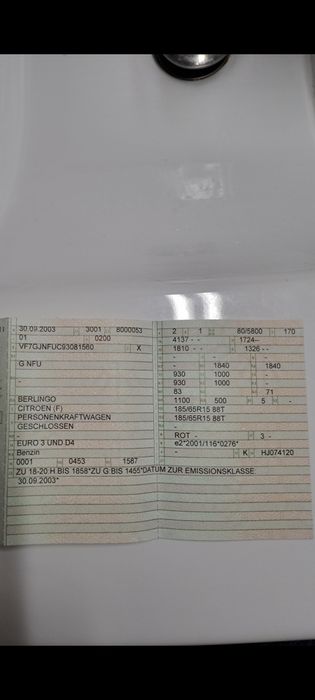 30.09.2003 3001 8000053
01 0200
VF7GJNFUC93081560 X
G NFU
-
BERLINGO
CITROEN (F)
PERSONENKRAFTWAGEN
GESCHLOSSEN
-
EURO 3 UND D4
Benzin
0001 0453 1587
2 1 80/5800 170
4137 - - 1724--
1810 - - 1326 - -
- - -
- 1840 1840
930 1000 -
930 1000 -
83 71
1100 500 5 -
185/65R15 88T
185/65R15 88T
-
ROT - 3 -
e2*2001/116*0276*
- K HJ074120
ZU 18-20 H BIS 1858*ZU G BIS 1455*DATUM ZUR EMISSIONSKLASSE
30.09.2003*